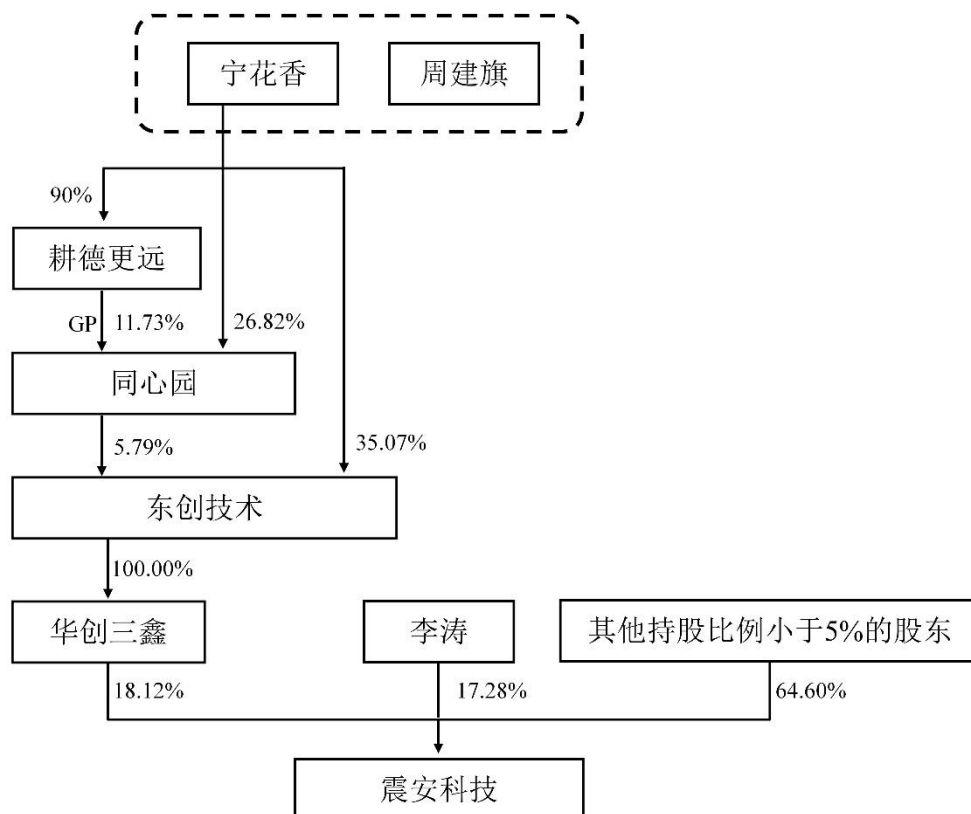 宁花香
周建旗
90%
耕德更远
GP
11.73%
26.82%
同心园
5.79%
35.07%
东创技术
100.00%
华创三鑫
李涛
其他持股比例小于5%的股东
18.12%
17.28%
64.60%
震安科技